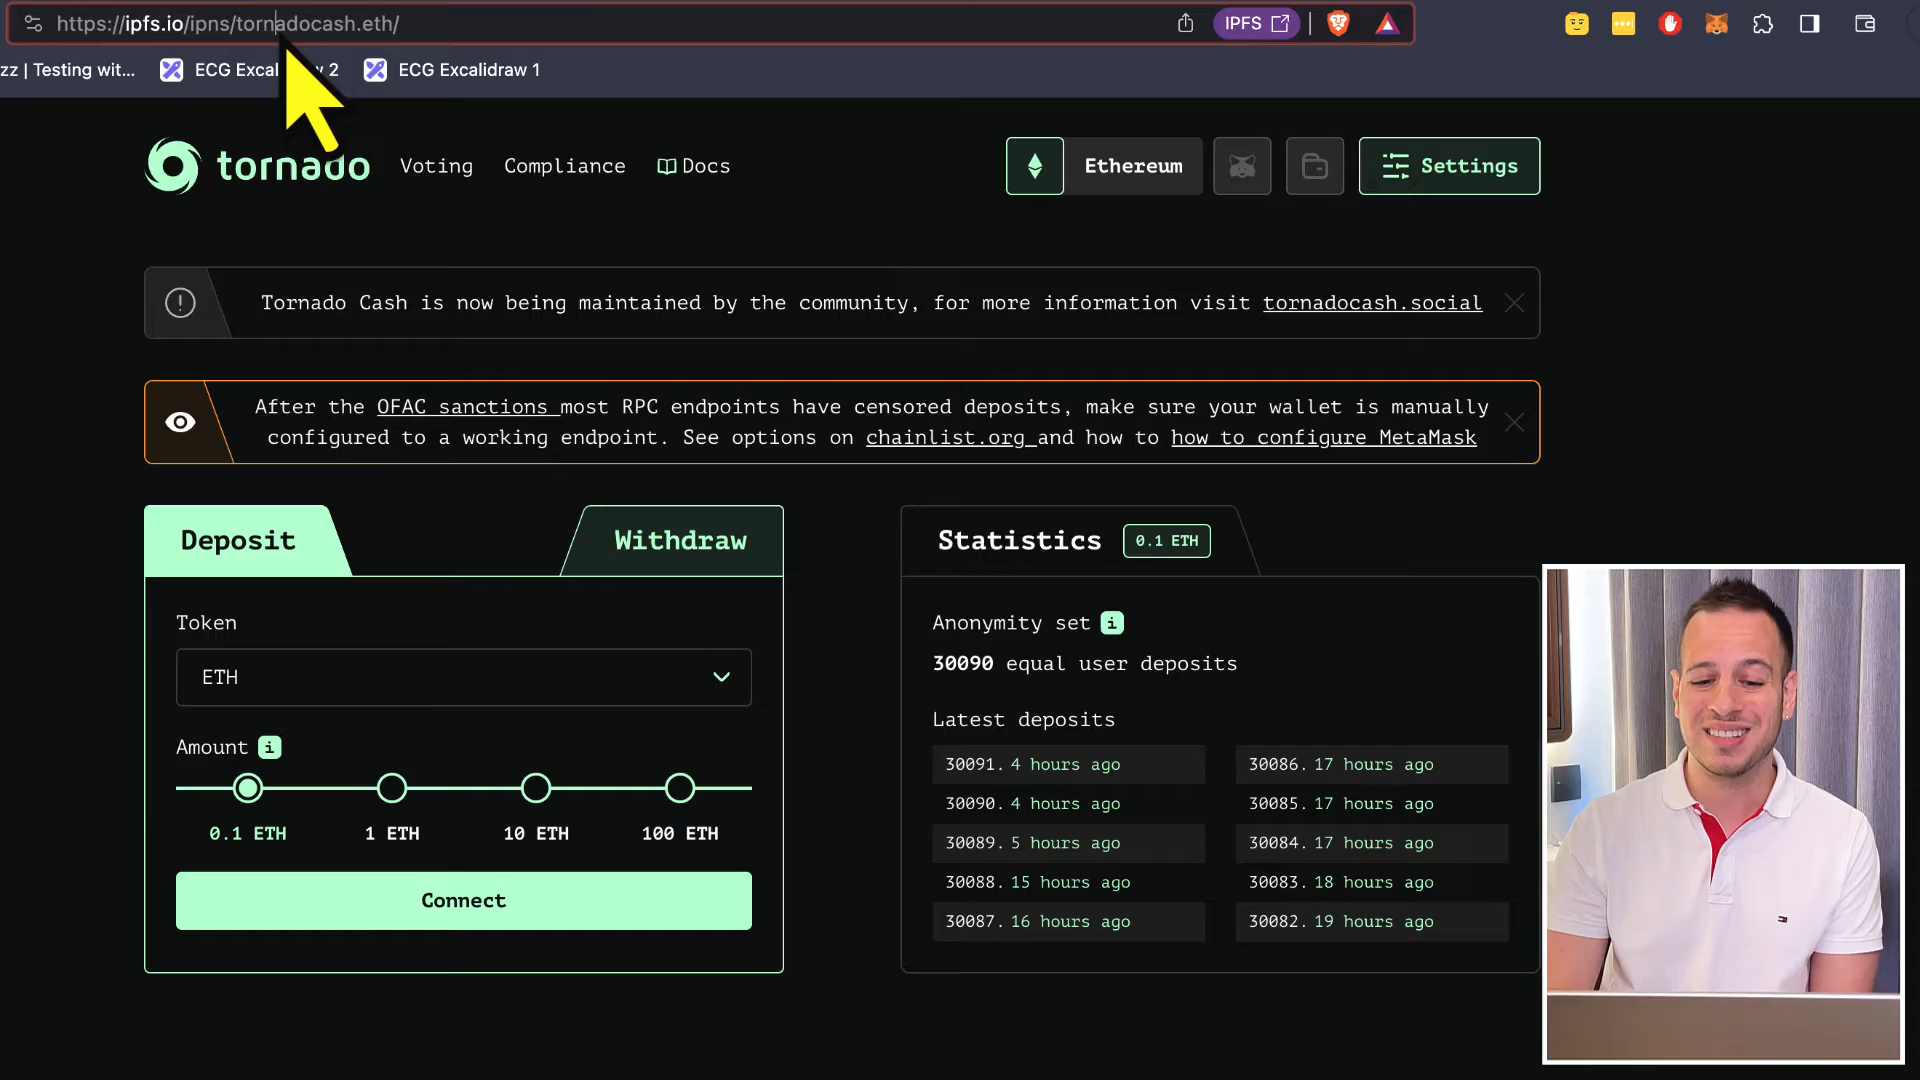 https://ipfs.io/ipns/tornadocash.eth/
IPFS
zz | Testing wit...
ECG Excal w 2
ECG Excalidraw 1
tornado
Voting
Compliance
Docs
Ethereum
Settings
Tornado Cash is now being maintained by the community, for more information visit tornadocash.social
After the OFAC sanctions most RPC endpoints have censored deposits, make sure your wallet is manually
configured to a working endpoint. See options on chainlist.org and how to how to configure MetaMask
Deposit
Withdraw
Token
ETH
Amount i
0.1 ETH
1 ETH
10 ETH
100 ETH
Connect
Statistics
0.1 ETH
Anonymity set i
30090 equal user deposits
Latest deposits
30091. 4 hours ago
30090. 4 hours ago
30089. 5 hours ago
30088. 15 hours ago
30087. 16 hours ago
30086. 17 hours ago
30085. 17 hours ago
30084. 17 hours ago
30083. 18 hours ago
30082. 19 hours ago